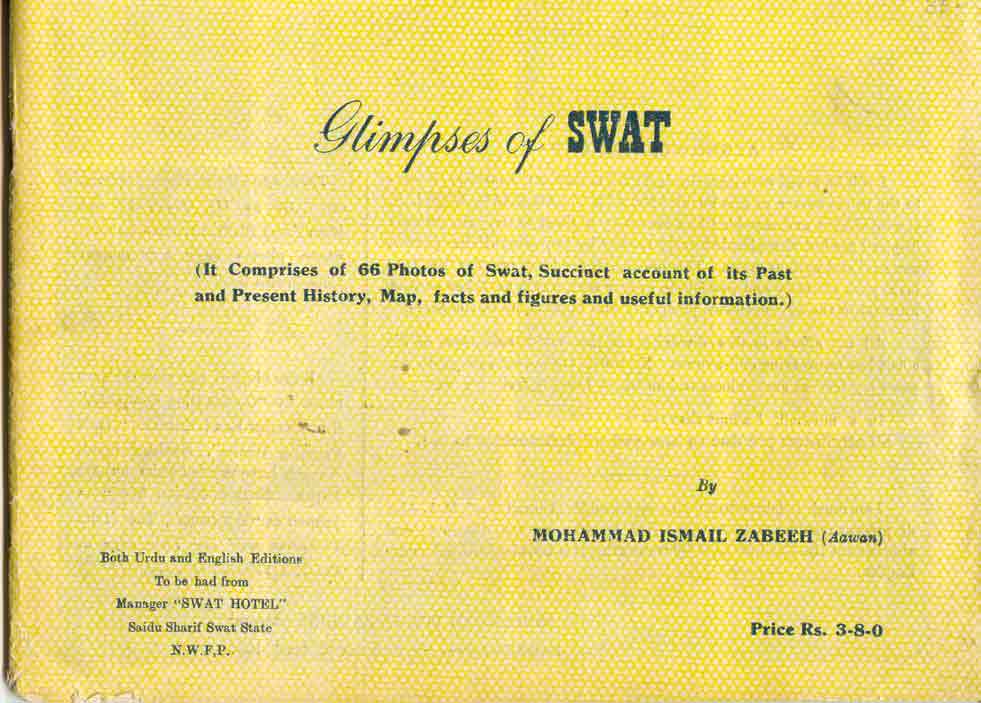 Glimpses of SWAT
(It Comprises of 66 Photos of Swat, Succinct account of its Past
and Present History, Map, facts and figures and useful information.)
By
MOHAMMAD ISMAIL ZABEEH (Aawan)
Both Urdu and English Editions
To be had from
Manager "SWAT HOTEL"
Saidu Sharif Swat State
N.W.F,P.
Price Rs. 3-8-0